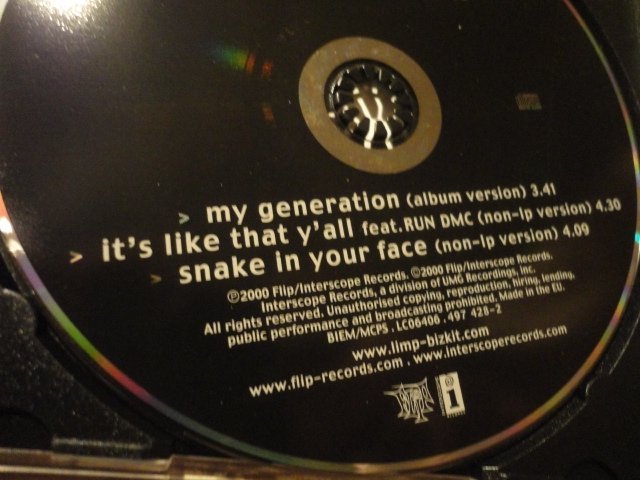 > my generation (album version) 3.41
> it's like that y'all feat.RUN DMC (non-lp version) 4.30
> snake in your face (non-lp version) 4.09
℗2000 Flip/Interscope Records. ©2000 Flip/Interscope Records.
Interscope Records, a division of UMG Recordings, Inc.
All rights reserved. Unauthorised copying, reproduction, hiring, lending,
public performance and broadcasting prohibited. Made in the EU.
BIEM/MCPS . LC06406 . 497 428-2
www.limp-bizkit.com
www.flip-records.com . www.interscoperecords.com
i